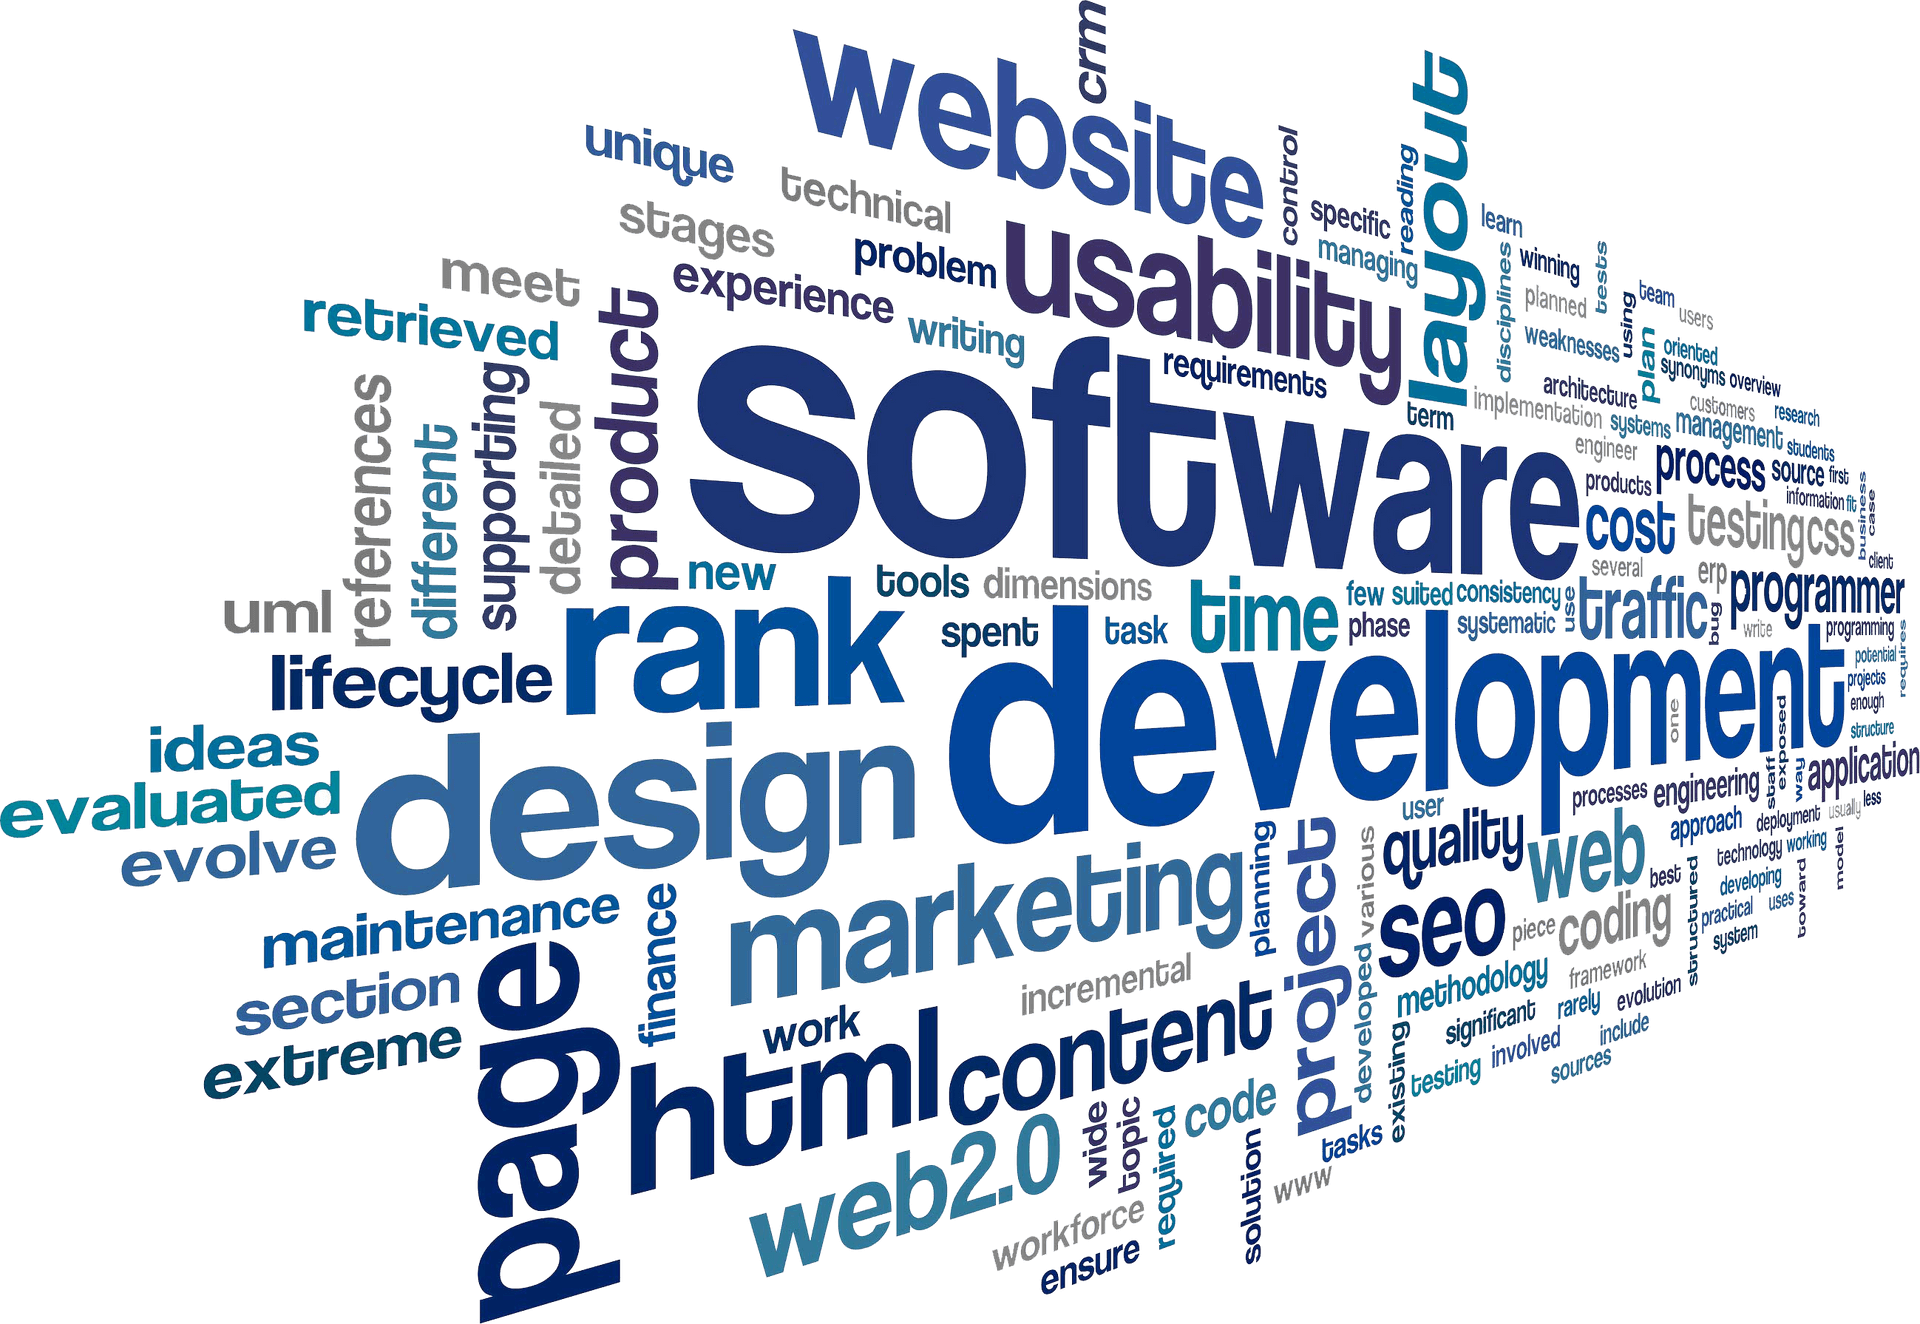 crm
website
layout
unique
technical
control
specific
reading
learn
stages
problem
usability
managing
disciplines
winning
tests
meet
experience
planned
using
team
users
retrieved
product
writing
weaknesses
plan
oriented
requirements
synonyms
overview
software
architecture
references
different
supporting
detailed
term
implementation
customers
research
systems
management
students
engineer
process
source
first
products
information
fit
business
case
cost
testing
css
new
tools
dimensions
several
erp
client
uml
rank
time
few
suited
consistency
use
traffic
bug
programmer
spent
task
phase
systematic
write
programming
lifecycle
development
potential
requires
projects
one
exposed
enough
ideas
design
structure
evaluated
processes
engineering
staff
way
application
evolve
user
quality
web
approach
deployment
usually
less
planning
project
various
technology
working
model
maintenance
finance
marketing
best
structured
developing
seo
piece
coding
practical
uses
toward
section
page
incremental
system
developed
methodology
framework
extreme
work
html
content
significant
rarely
evolution
existing
involved
include
testing
sources
web2.0
wide
topic
required
code
solution
tasks
www
workforce
ensure